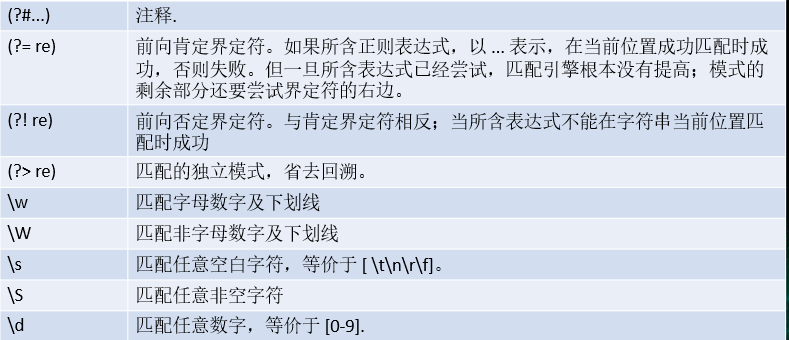 (?#...) 注释.
(?= re) 前向肯定界定符。如果所含正则表达式，以 ... 表示，在当前位置成功匹配时成
功，否则失败。但一旦所含表达式已经尝试，匹配引擎根本没有提高；模式的
剩余部分还要尝试界定符的右边。
(?! re) 前向否定界定符。与肯定界定符相反；当所含表达式不能在字符串当前位置匹
配时成功
(?> re) 匹配的独立模式，省去回溯。
\w 匹配字母数字及下划线
\W 匹配非字母数字及下划线
\s 匹配任意空白字符，等价于 [ \t\n\r\f]。
\S 匹配任意非空字符
\d 匹配任意数字，等价于 [0-9].